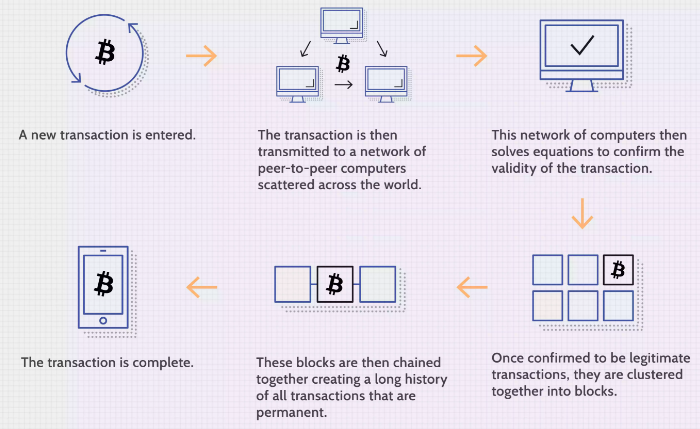 A new transaction is entered.
The transaction is then
transmitted to a network of
peer-to-peer computers
scattered across the world.
This network of computers then
solves equations to confirm the
validity of the transaction.
Once confirmed to be legitimate
transactions, they are clustered
together into blocks.
These blocks are then chained
together creating a long history
of all transactions that are
permanent.
The transaction is complete.